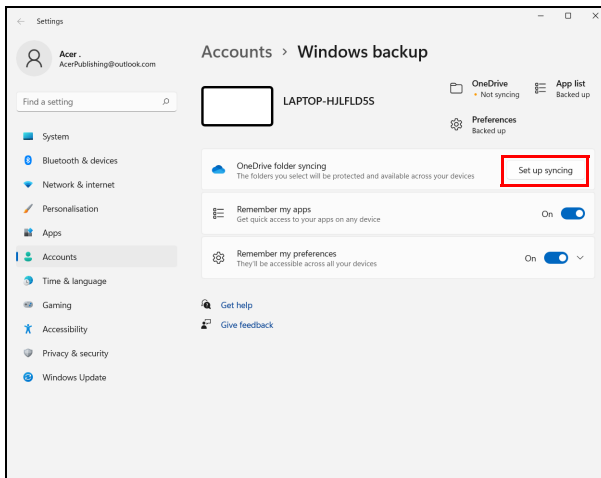 Settings
Acer .
AcerPublishing@outlook.com
Find a setting
System
Bluetooth & devices
Network & internet
Personalisation
Apps
Accounts
Time & language
Gaming
Accessibility
Privacy & security
Windows Update
Accounts > Windows backup
LAPTOP-HJLFLD5S
OneDrive
• Not syncing
App list
Backed up
Preferences
Backed up
OneDrive folder syncing
The folders you select will be protected and available across your devices
Set up syncing
Remember my apps
Get quick access to your apps on any device
On
Remember my preferences
They'll be accessible across all your devices
On
Get help
Give feedback